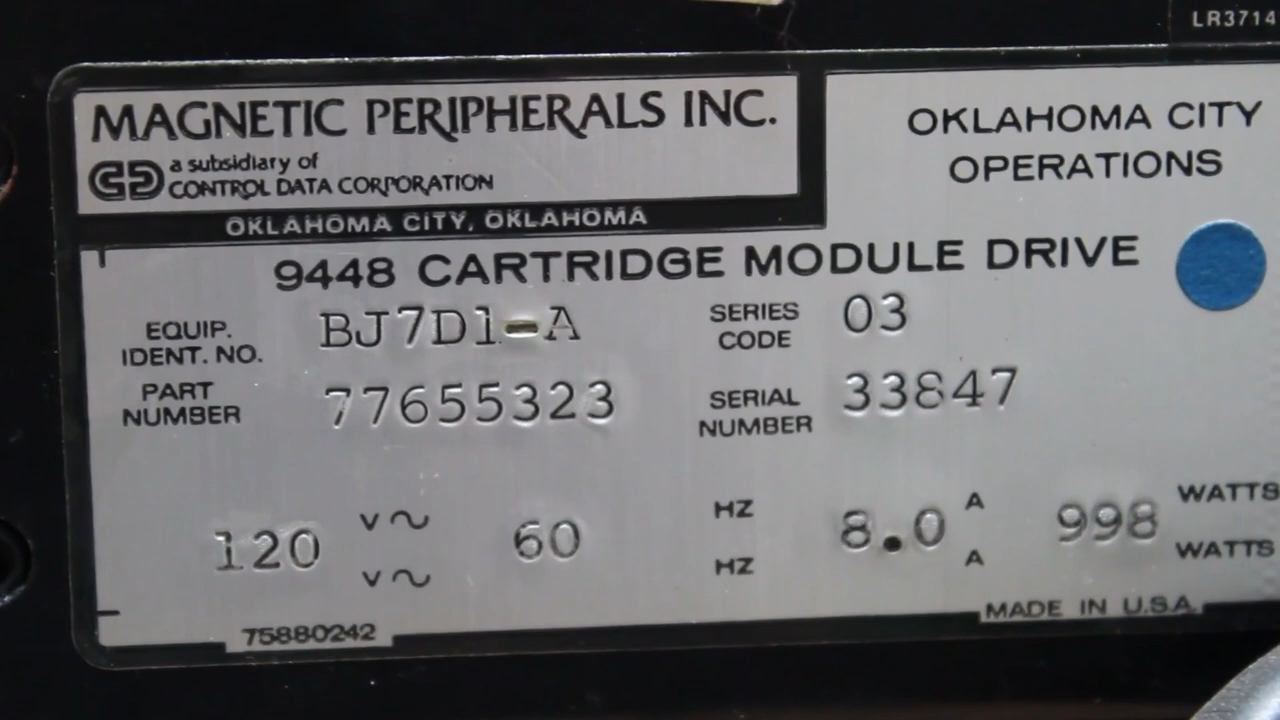 LR3714
MAGNETIC PERIPHERALS INC.
a subsidiary of
CONTROL DATA CORPORATION
OKLAHOMA CITY, OKLAHOMA
OKLAHOMA CITY
OPERATIONS
9448 CARTRIDGE MODULE DRIVE
EQUIP. IDENT. NO. BJ7D1-A
SERIES CODE 03
PART NUMBER 77655323
SERIAL NUMBER 33847
120 V~ 60 HZ 8.0 A 998 WATTS
V~ HZ A WATTS
75880242
MADE IN U.S.A.